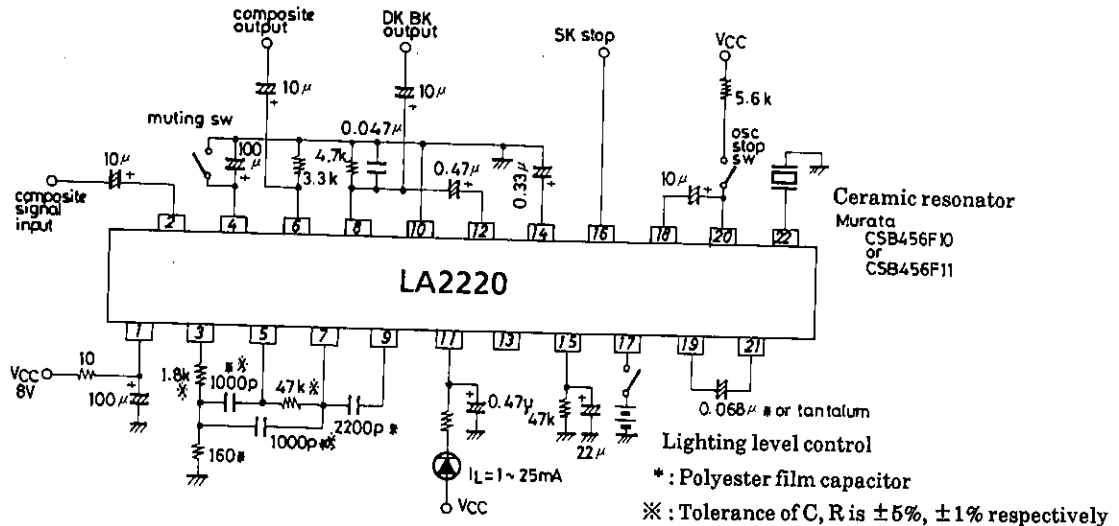 composite output
DK BK output
SK stop
VCC
10μ
10μ
5.6k
muting sw
0.047μ
osc stop sw
100μ
4.7k
3.3k
0.47μ
0.33μ
10μ
10μ
composite signal input
Ceramic resonator
Murata
CSB456F10
or
CSB456F11
2 4 6 8 10 12 14 16 18 20 22
LA2220
1 3 5 7 9 11 13 15 17 19 21
VCC 8V
10
100μ
1.8k ※
1000p *※
47k※
1000p*※
2200p *
160※
0.47μ
47k
22μ
0.068μ * or tantalum
IL=1~25mA
VCC
Lighting level control
* : Polyester film capacitor
※ : Tolerance of C, R is ±5%, ±1% respectively